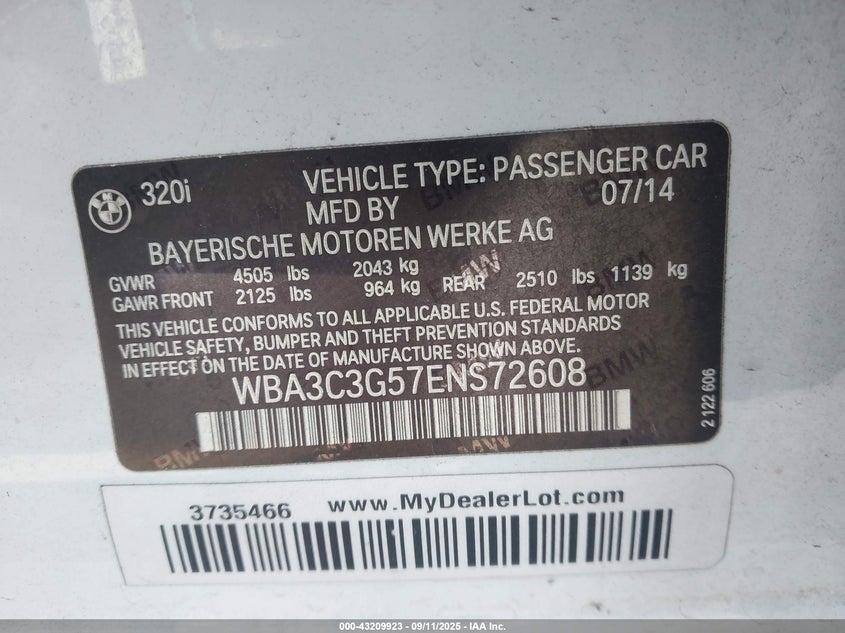 320i VEHICLE TYPE: PASSENGER CAR
MFD BY 07/14
BAYERISCHE MOTOREN WERKE AG
GVWR 4505 lbs 2043 kg
GAWR FRONT 2125 lbs 964 kg REAR 2510 lbs 1139 kg
THIS VEHICLE CONFORMS TO ALL APPLICABLE U.S. FEDERAL MOTOR
VEHICLE SAFETY, BUMPER AND THEFT PREVENTION STANDARDS
IN EFFECT ON THE DATE OF MANUFACTURE SHOWN ABOVE.
WBA3C3G57ENS72608
2 122 606
3735466 www.MyDealerLot.com
000-43209923 - 09/11/2025 - IAA Inc.